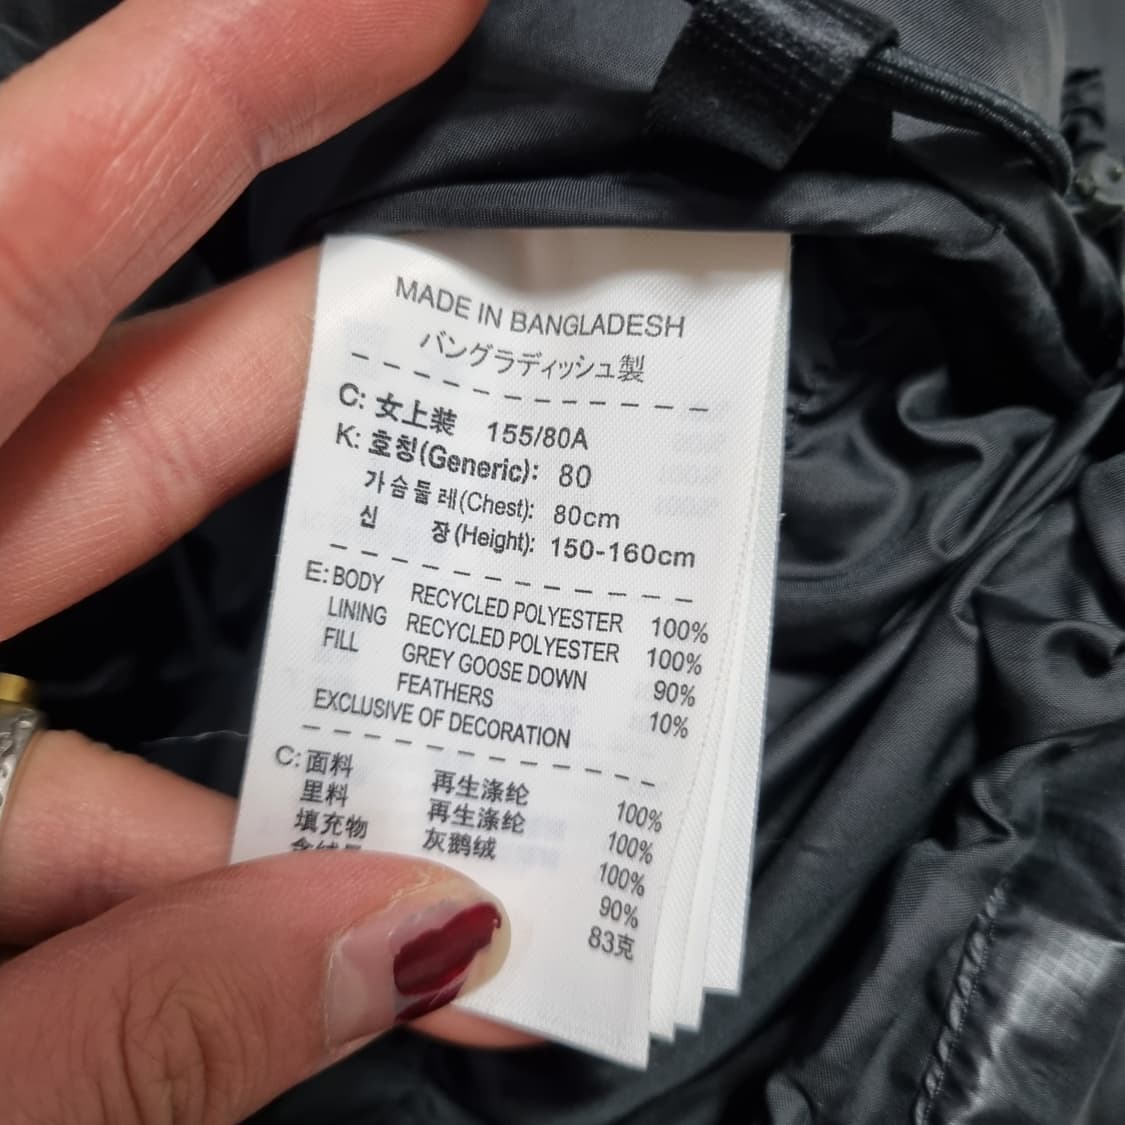 MADE IN BANGLADESH
バングラディッシュ製
C: 女上装 155/80A
K: 호칭(Generic): 80
가슴둘레(Chest): 80cm
신 장(Height): 150-160cm
E: BODY RECYCLED POLYESTER 100%
LINING RECYCLED POLYESTER 100%
FILL GREY GOOSE DOWN 90%
FEATHERS 10%
EXCLUSIVE OF DECORATION
C: 面料 再生涤纶 100%
里料 再生涤纶 100%
填充物 灰鹅绒 100%
90%
83克